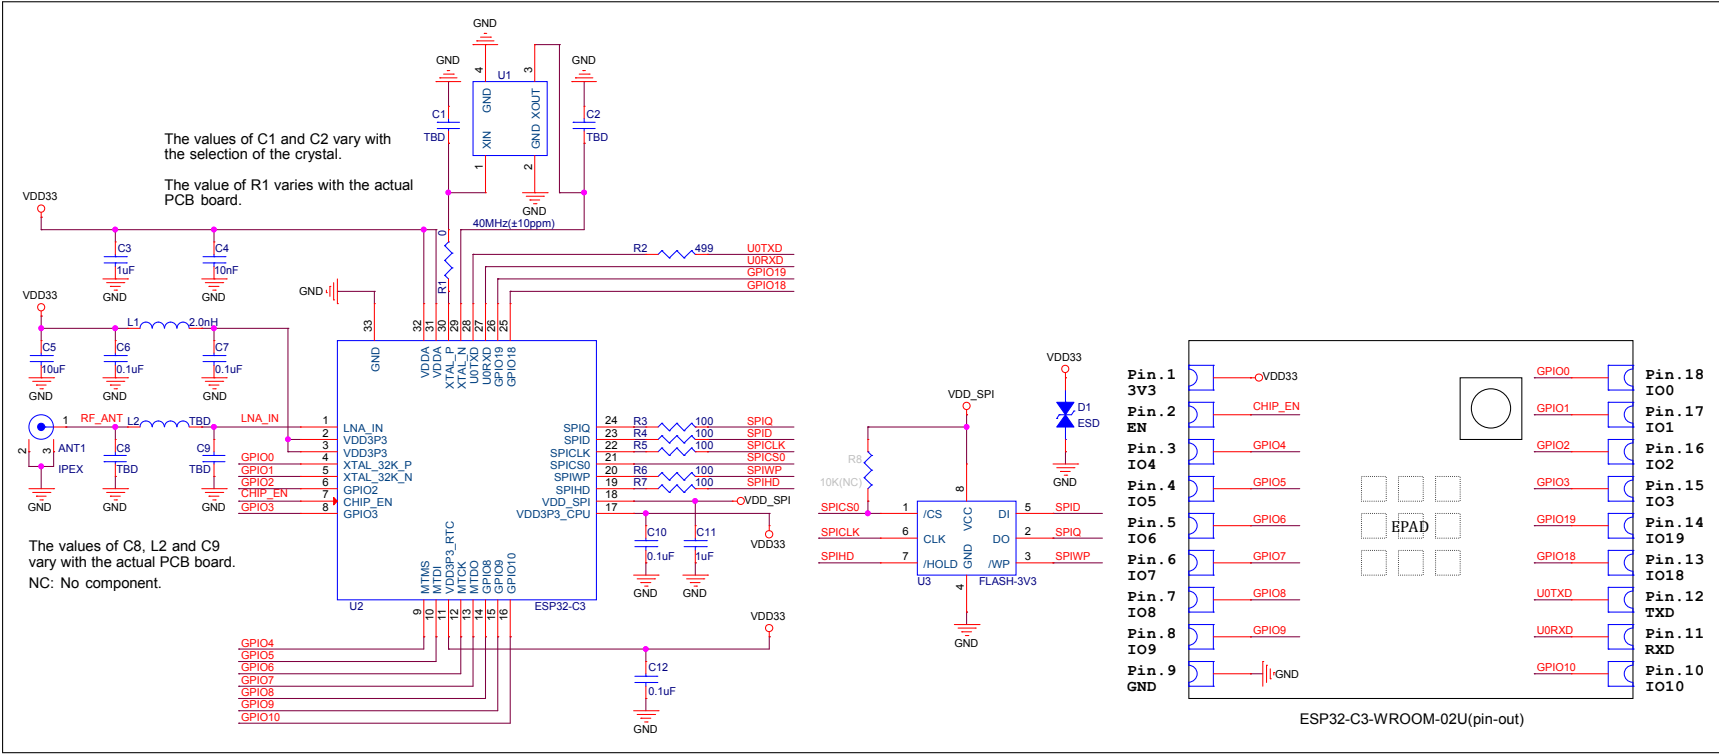 GND
GND
GND
4
3
U1
GND
XOUT
XIN
GND
1
2
C1
TBD
C2
TBD
GND
40MHz(±10ppm)
The values of C1 and C2 vary with
the selection of the crystal.
The value of R1 varies with the actual
PCB board.
VDD33
C3
1uF
GND
C4
10nF
GND
R1
0
R2
499
U0TXD
U0RXD
GPIO19
GPIO18
VDD33
GND
L1
2.0nH
C5
10uF
GND
C6
0.1uF
GND
C7
0.1uF
GND
33
32
31
30
29
28
27
26
25
GND
VDDA
VDDA
XTAL_P
XTAL_N
U0TXD
U0RXD
GPIO19
GPIO18
1
RF_ANT
L2
TBD
LNA_IN
2
3
ANT1
IPEX
GND
C8
TBD
GND
C9
TBD
GND
GPIO0
GPIO1
GPIO2
CHIP_EN
GPIO3
1
2
3
4
5
6
7
8
LNA_IN
VDD3P3
VDD3P3
XTAL_32K_P
XTAL_32K_N
GPIO2
CHIP_EN
GPIO3
SPIQ
SPID
SPICLK
SPICS0
SPIWP
SPIHD
VDD_SPI
VDD3P3_CPU
24
23
22
21
20
19
18
17
R3
100
SPIQ
R4
100
SPID
R5
100
SPICLK
SPICS0
R6
100
SPIWP
R7
100
SPIHD
VDD_SPI
VDD33
C10
0.1uF
GND
C11
1uF
GND
The values of C8, L2 and C9
vary with the actual PCB board.
NC: No component.
MTMS
MTDI
VDD3P3_RTC
MTCK
MTDO
GPIO8
GPIO9
GPIO10
U2
ESP32-C3
9
10
11
12
13
14
15
16
GPIO4
GPIO5
GPIO6
GPIO7
GPIO8
GPIO9
GPIO10
VDD33
C12
0.1uF
GND
VDD_SPI
R8
10K(NC)
VDD33
D1
ESD
GND
SPICS0
SPICLK
SPIHD
1
6
7
8
/CS
CLK
/HOLD
VCC
GND
DI
DO
/WP
5
2
3
SPID
SPIQ
SPIWP
U3
4
FLASH-3V3
GND
Pin.1
3V3
VDD33
Pin.2
EN
CHIP_EN
Pin.3
IO4
GPIO4
Pin.4
IO5
GPIO5
Pin.5
IO6
GPIO6
Pin.6
IO7
GPIO7
Pin.7
IO8
GPIO8
Pin.8
IO9
GPIO9
Pin.9
GND
GND
EPAD
GPIO0
Pin.18
IO0
GPIO1
Pin.17
IO1
GPIO2
Pin.16
IO2
GPIO3
Pin.15
IO3
GPIO19
Pin.14
IO19
GPIO18
Pin.13
IO18
U0TXD
Pin.12
TXD
U0RXD
Pin.11
RXD
GPIO10
Pin.10
IO10
ESP32-C3-WROOM-02U(pin-out)